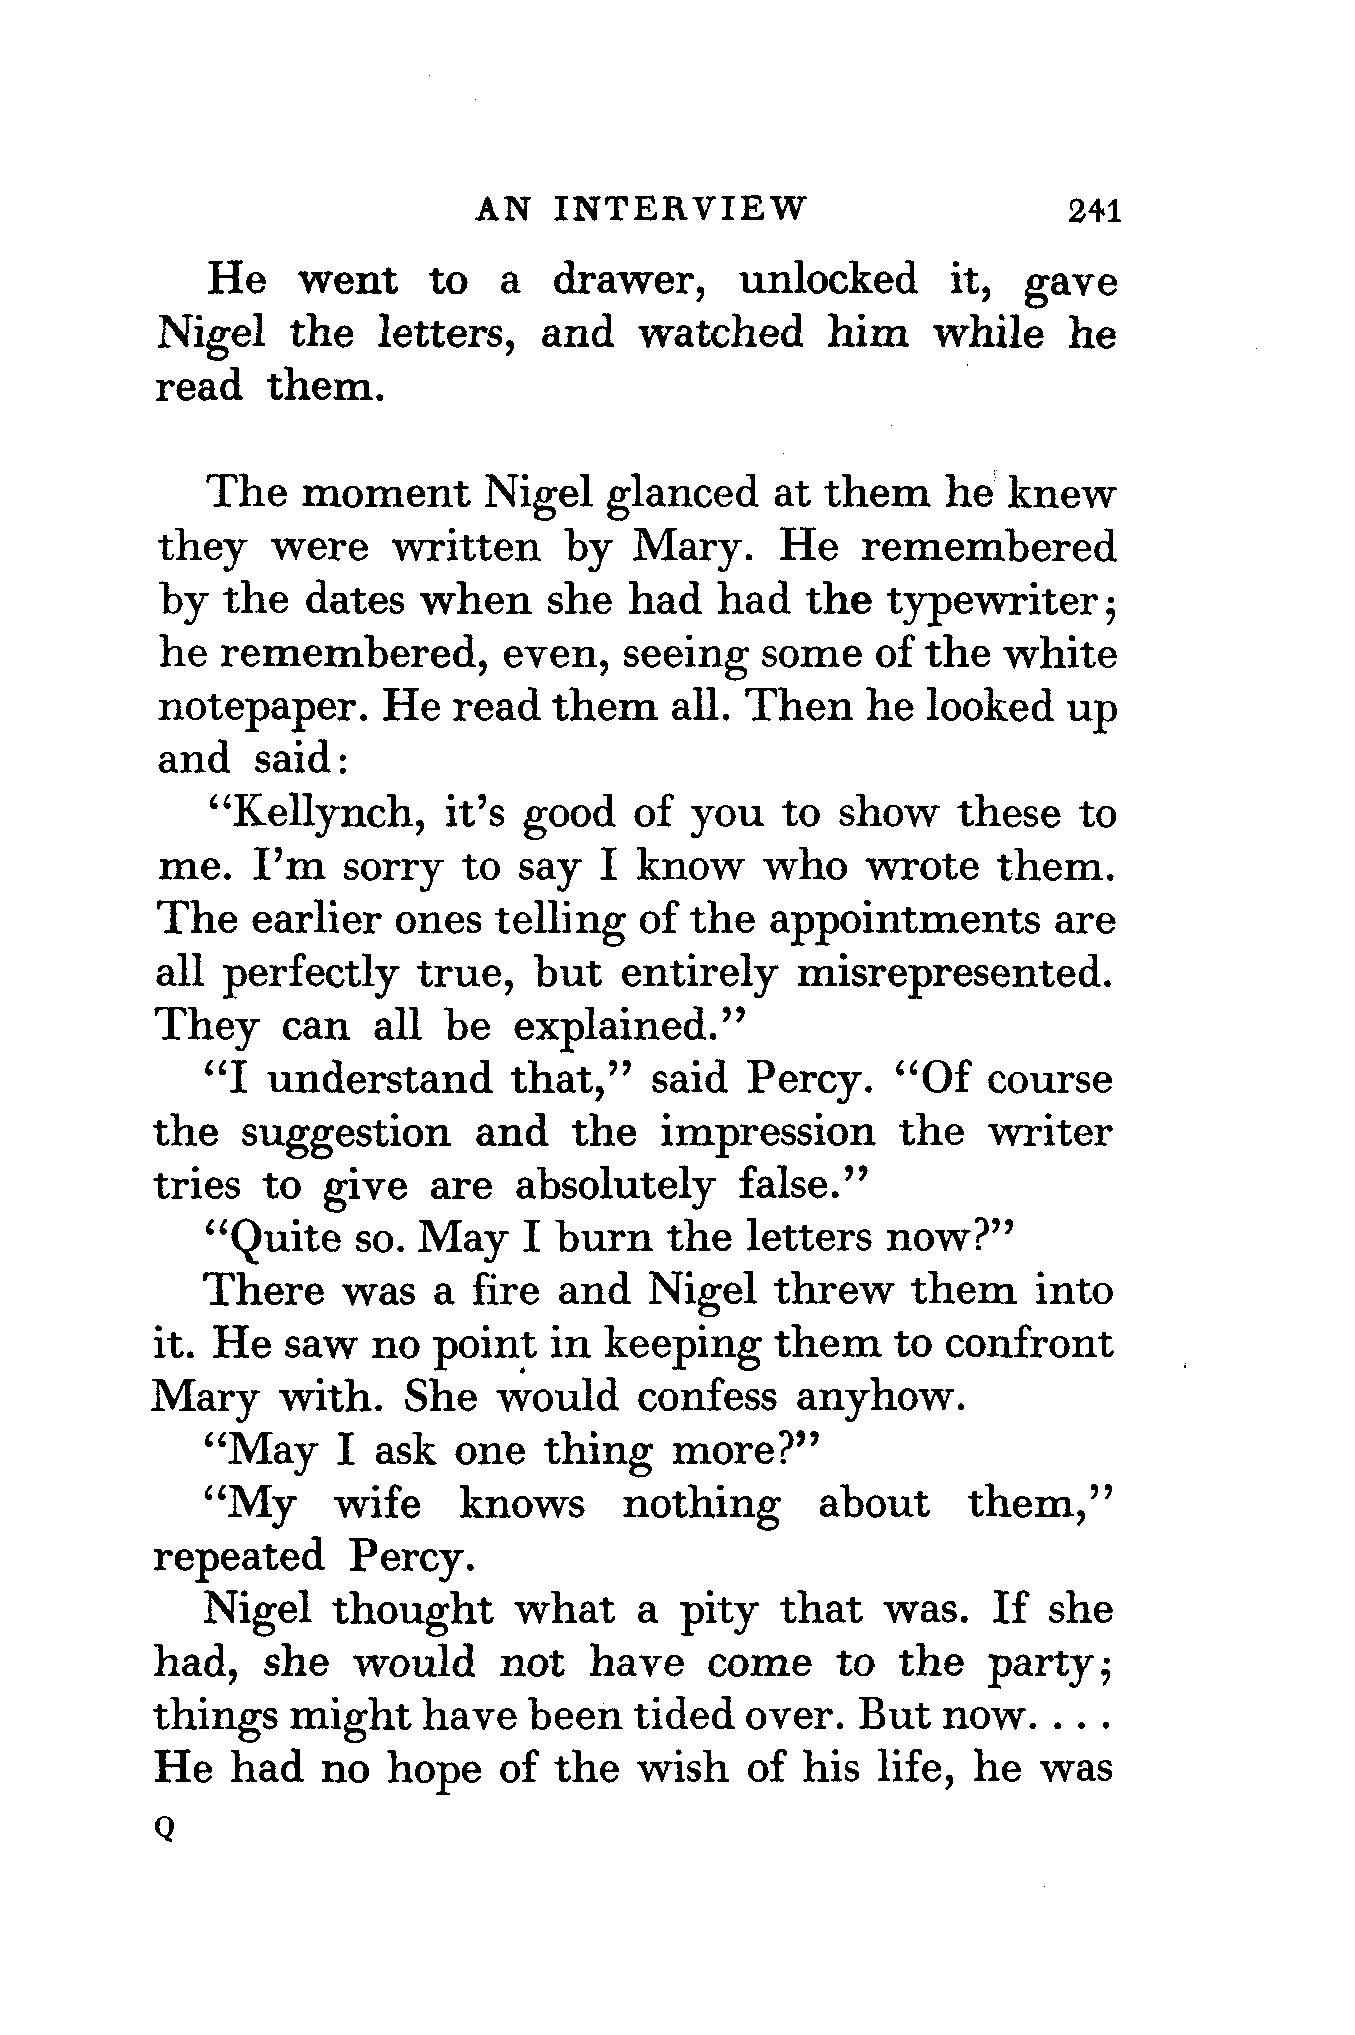 AN INTERVIEW 241
He went to a drawer, unlocked it, gave
Nigel the letters, and watched him while he
read them.
The moment Nigel glanced at them he knew
they were written by Mary. He remembered
by the dates when she had had the typewriter;
he remembered, even, seeing some of the white
notepaper. He read them all. Then he looked up
and said:
"Kellynch, it's good of you to show these to
me. I'm sorry to say I know who wrote them.
The earlier ones telling of the appointments are
all perfectly true, but entirely misrepresented.
They can all be explained."
"I understand that," said Percy. "Of course
the suggestion and the impression the writer
tries to give are absolutely false."
"Quite so. May I burn the letters now?"
There was a fire and Nigel threw them into
it. He saw no point in keeping them to confront
Mary with. She would confess anyhow.
"May I ask one thing more?"
"My wife knows nothing about them,"
repeated Percy.
Nigel thought what a pity that was. If she
had, she would not have come to the party;
things might have been tided over. But now. . . .
He had no hope of the wish of his life, he was
Q